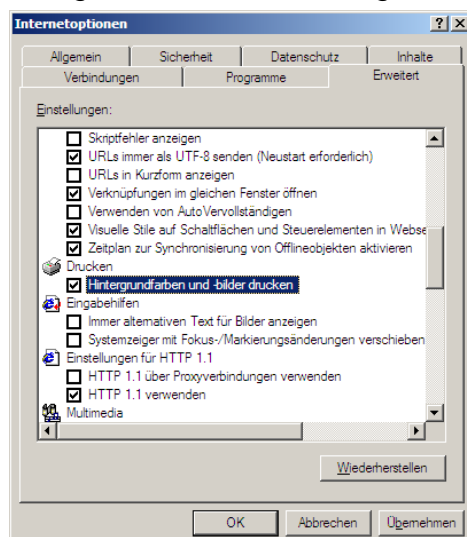 Internetoptionen
Allgemein Sicherheit Datenschutz Inhalte
Verbindungen Programme Erweitert
Einstellungen:
Skriptfehler anzeigen
URLs immer als UTF-8 senden (Neustart erforderlich)
URLs in Kurzform anzeigen
Verknüpfungen im gleichen Fenster öffnen
Verwenden von AutoVervollständigen
Visuelle Stile auf Schaltflächen und Steuerelementen in Webse
Zeitplan zur Synchronisierung von Offlineobjekten aktivieren
Drucken
Hintergrundfarben und -bilder drucken
Eingabehilfen
Immer alternativen Text für Bilder anzeigen
Systemzeiger mit Fokus-/Markierungsänderungen verschieben
Einstellungen für HTTP 1.1
HTTP 1.1 über Proxyverbindungen verwenden
HTTP 1.1 verwenden
Multimedia
Wiederherstellen
OK Abbrechen Übernehmen